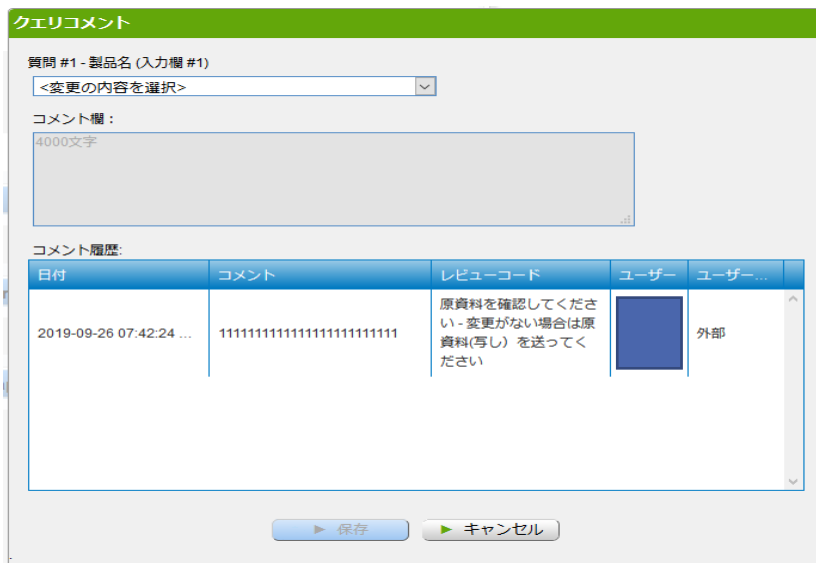 クエリコメント
質問 #1 - 製品名 (入力欄 #1)
<変更の内容を選択>
コメント欄：
4000文字
コメント履歴:
日付 コメント レビューコード ユーザー ユーザー...
2019-09-26 07:42:24 ... 1111111111111111111111111 原資料を確認してくださ
い - 変更がない場合は原
資料(写し）を送ってく
ださい
外部
保存 キャンセル